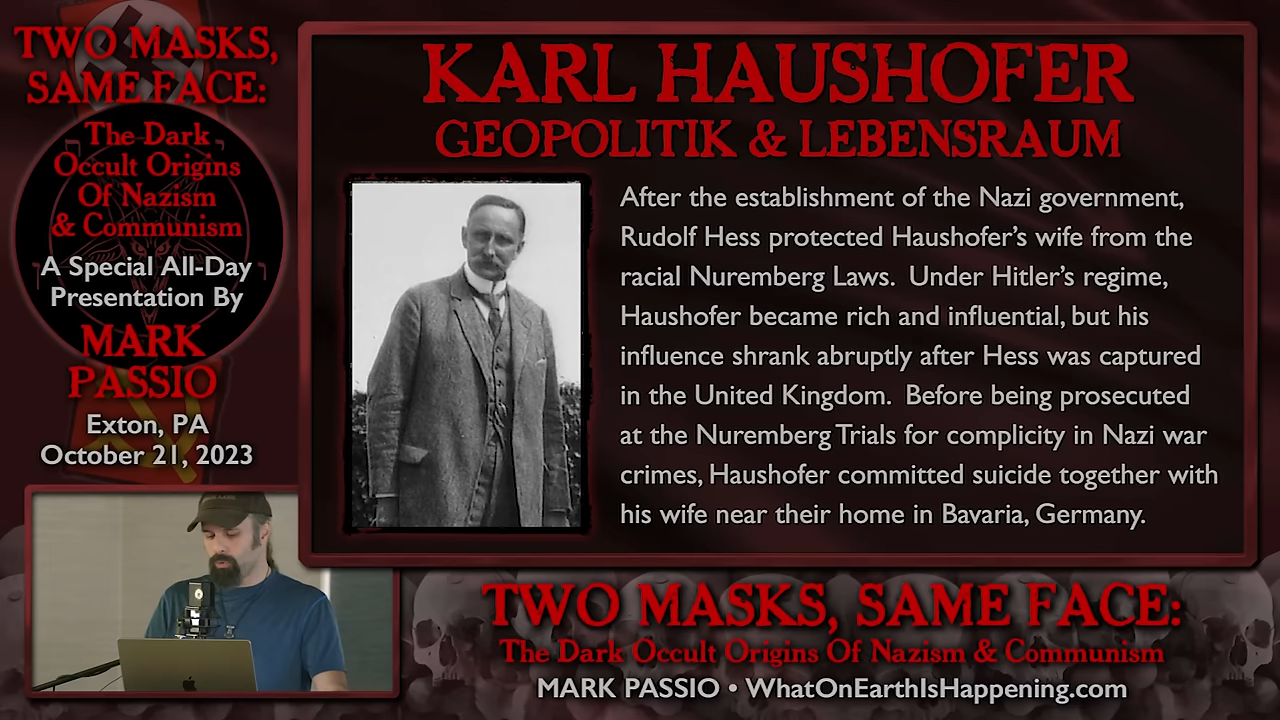 TWO MASKS,
SAME FACE:
The Dark
Occult Origins
Of Nazism
& Communism
A Special All-Day
Presentation By
MARK
PASSIO
Exton, PA
October 21, 2023
KARL HAUSHOFER
GEOPOLITIK & LEBENSRAUM
After the establishment of the Nazi government,
Rudolf Hess protected Haushofer's wife from the
racial Nuremberg Laws. Under Hitler's regime,
Haushofer became rich and influential, but his
influence shrank abruptly after Hess was captured
in the United Kingdom. Before being prosecuted
at the Nuremberg Trials for complicity in Nazi war
crimes, Haushofer committed suicide together with
his wife near their home in Bavaria, Germany.
TWO MASKS, SAME FACE:
The Dark Occult Origins Of Nazism & Communism
MARK PASSIO • WhatOnEarthIsHappening.com